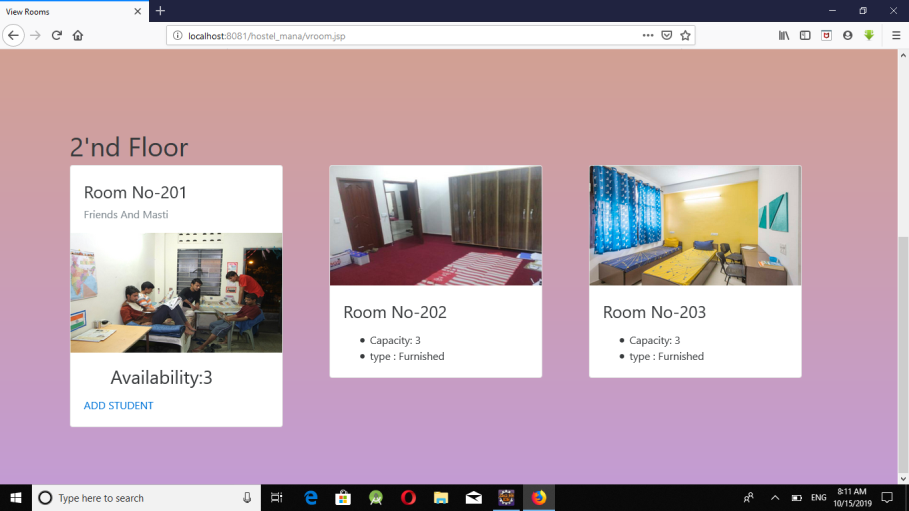 View Rooms
localhost:8081/hostel_mana/vroom.jsp
2'nd Floor
Room No-201
Friends And Masti
Availability:3
ADD STUDENT
Room No-202
Capacity: 3
type : Furnished
Room No-203
Capacity: 3
type : Furnished
Type here to search
ENG
8:11 AM
10/15/2019